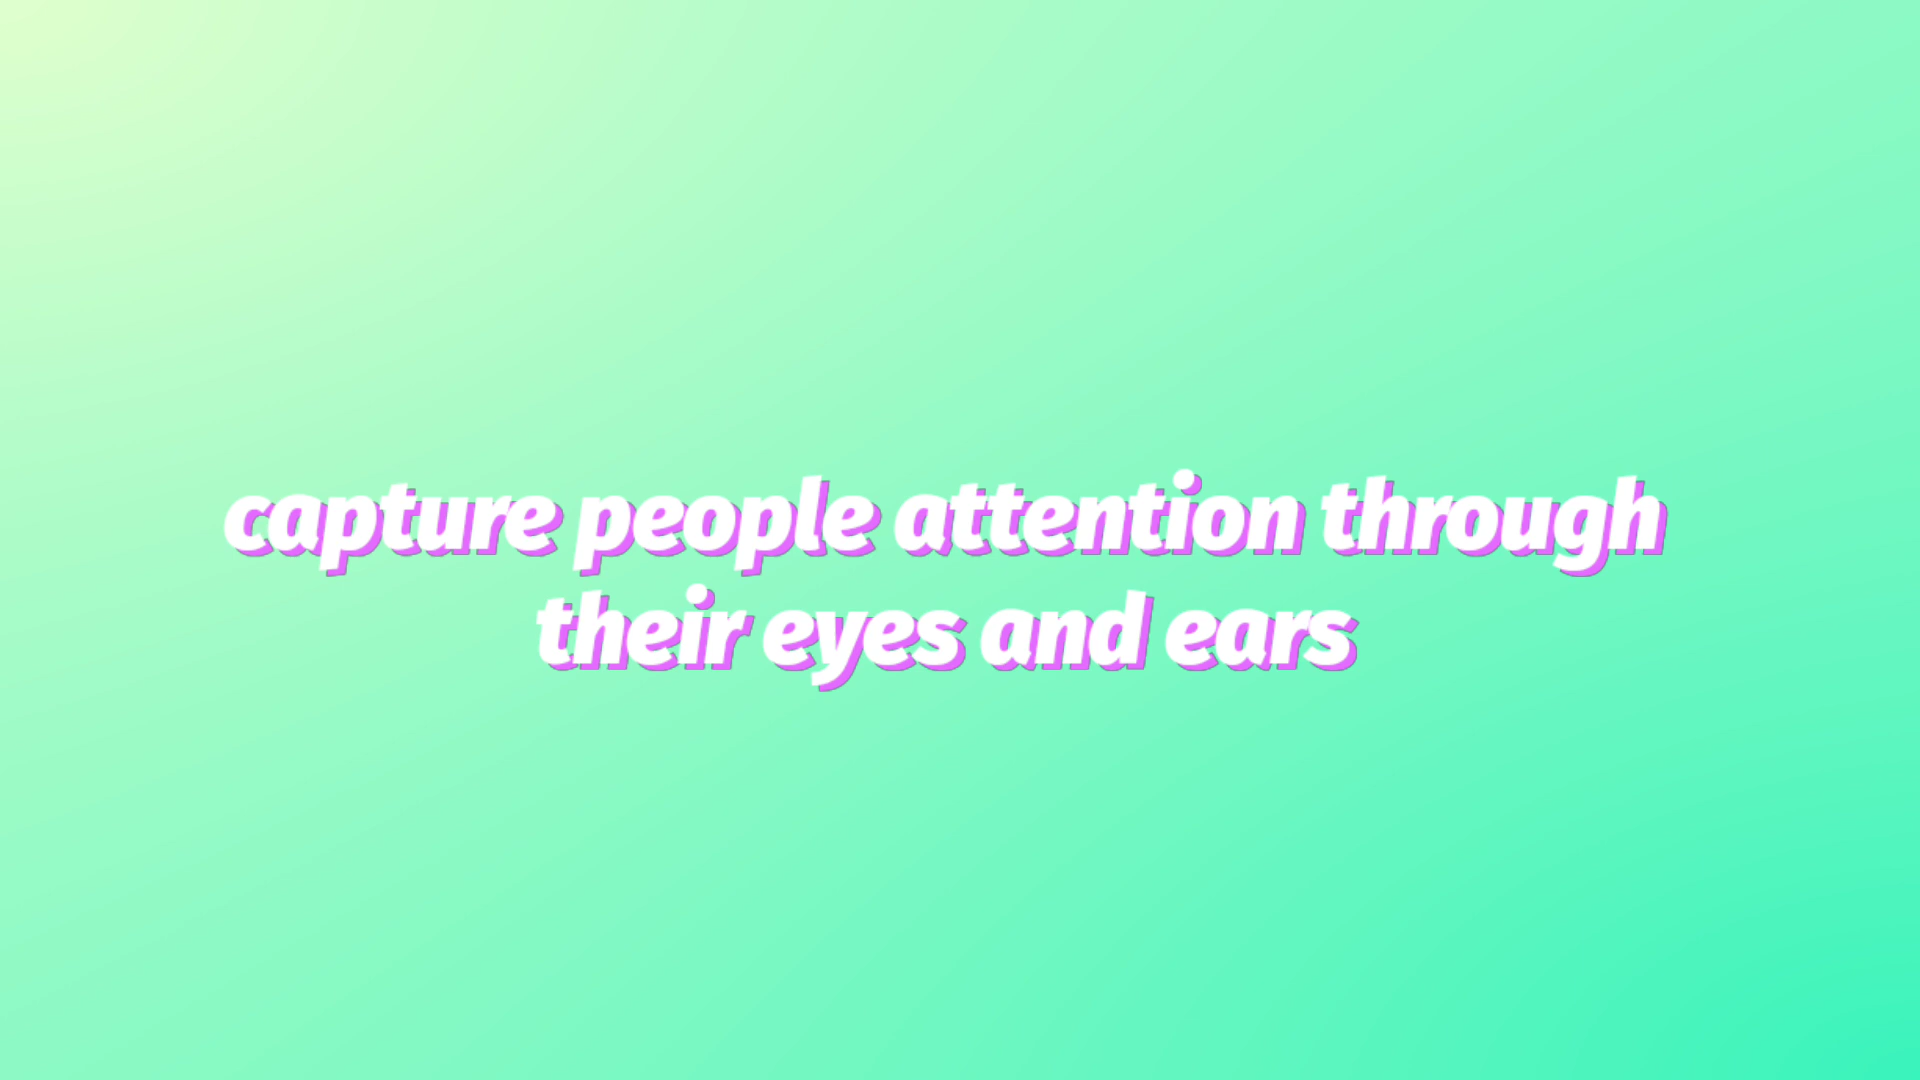 capture people attention through
their eyes and ears